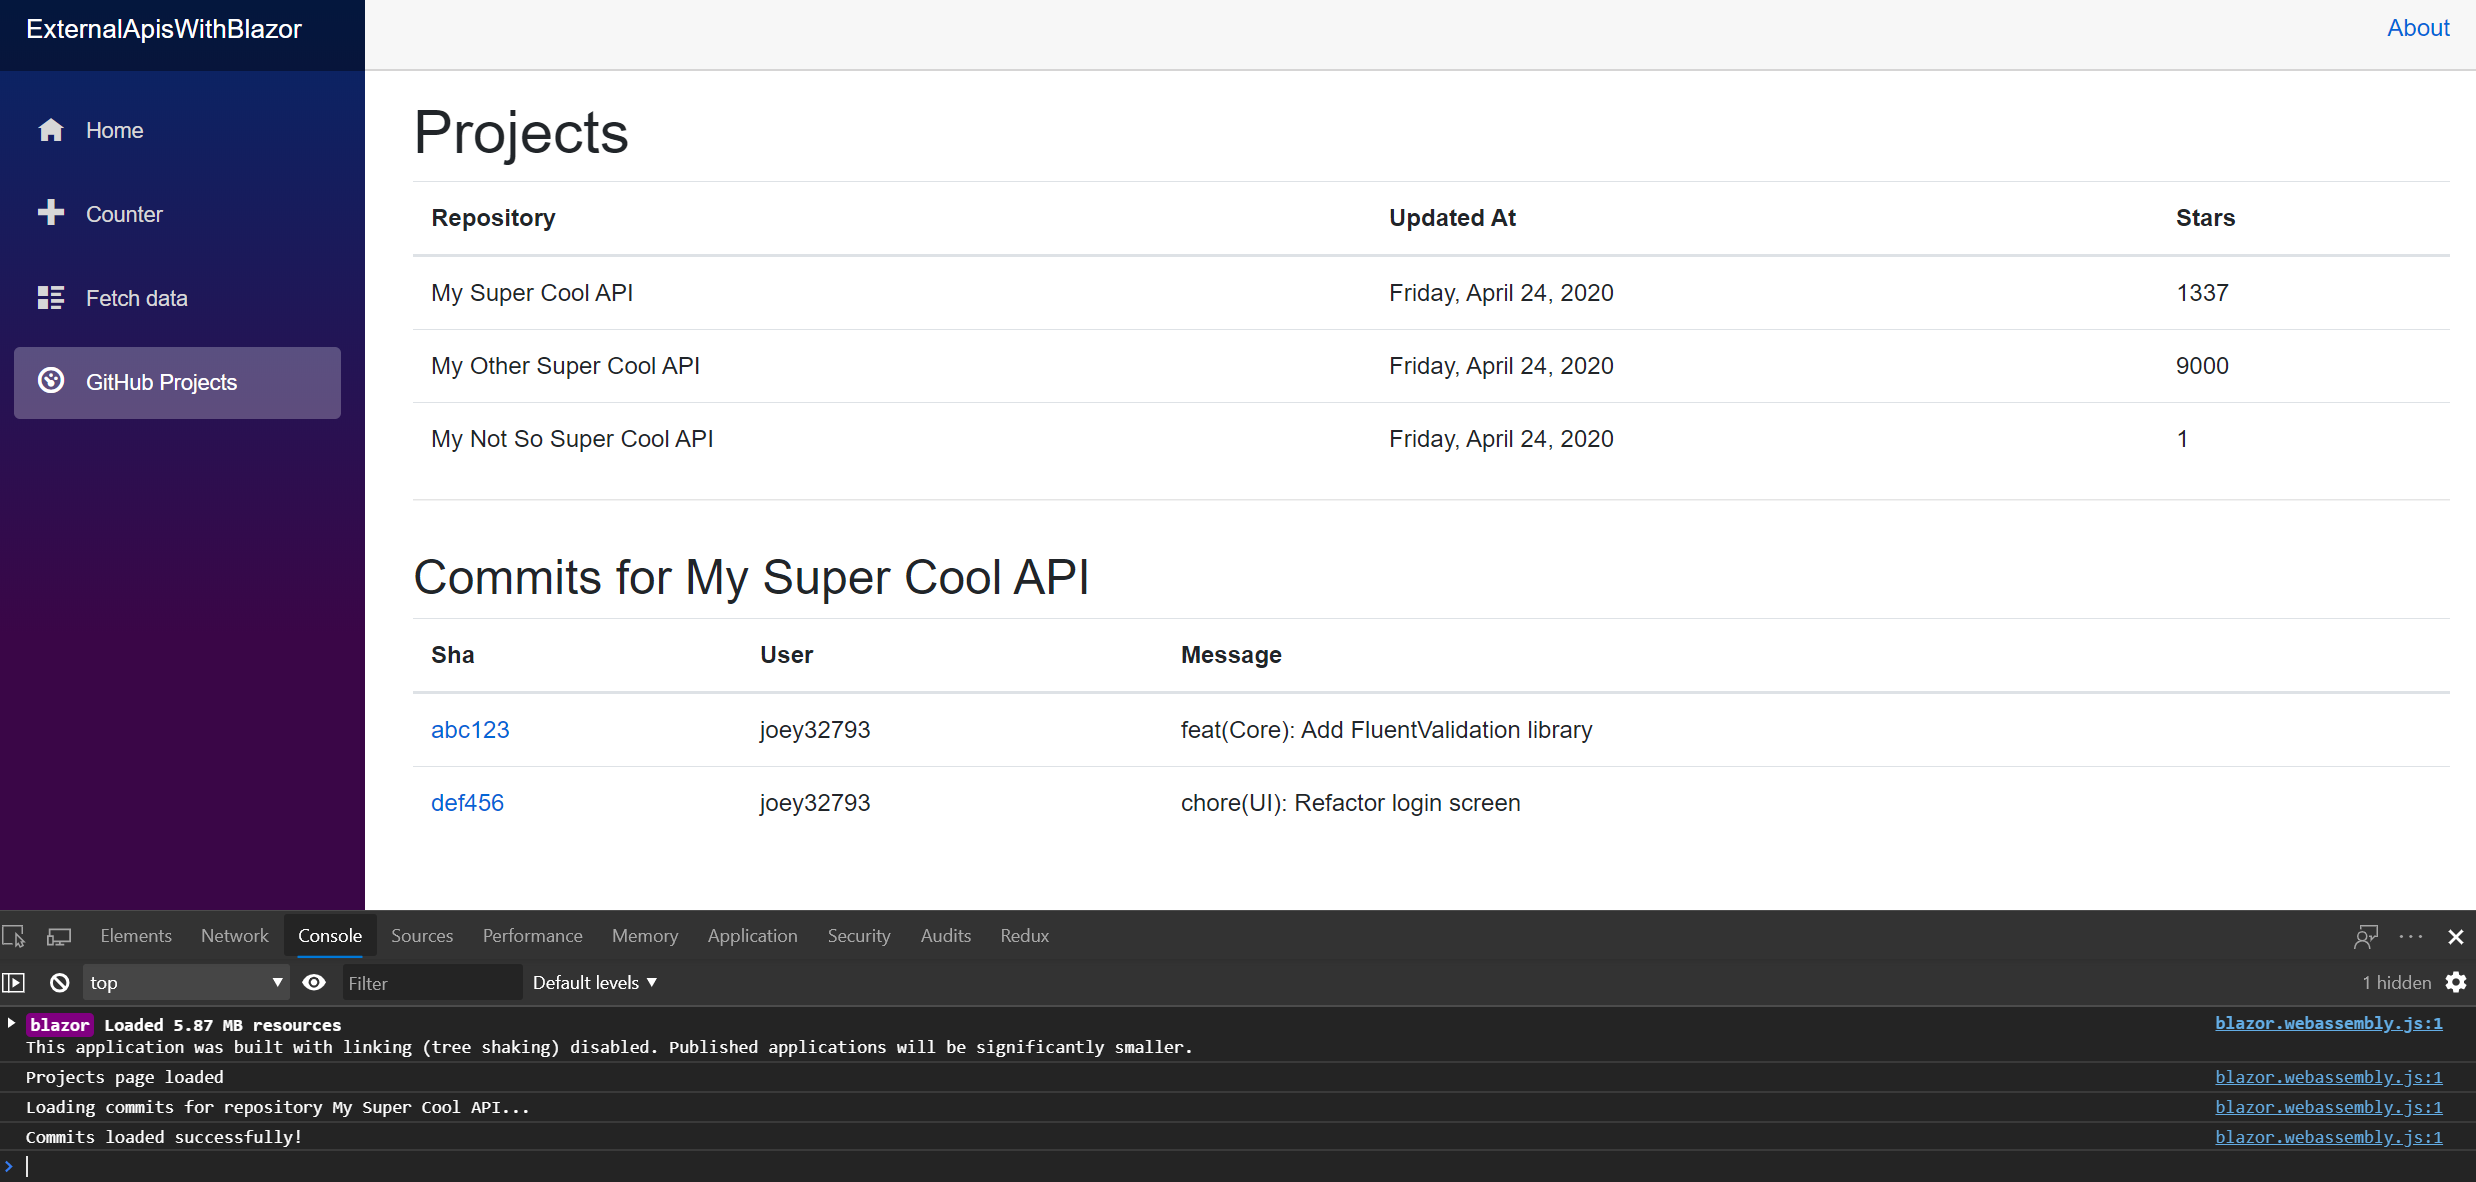 ExternalApisWithBlazor
About
Home
Counter
Fetch data
GitHub Projects
Projects
Repository Updated At Stars
My Super Cool API Friday, April 24, 2020 1337
My Other Super Cool API Friday, April 24, 2020 9000
My Not So Super Cool API Friday, April 24, 2020 1
Commits for My Super Cool API
Sha User Message
abc123 joey32793 feat(Core): Add FluentValidation library
def456 joey32793 chore(UI): Refactor login screen
Elements Network Console Sources Performance Memory Application Security Audits Redux
top Filter Default levels 1 hidden
blazor Loaded 5.87 MB resources blazor.webassembly.js:1
This application was built with linking (tree shaking) disabled. Published applications will be significantly smaller.
Projects page loaded blazor.webassembly.js:1
Loading commits for repository My Super Cool API... blazor.webassembly.js:1
Commits loaded successfully! blazor.webassembly.js:1